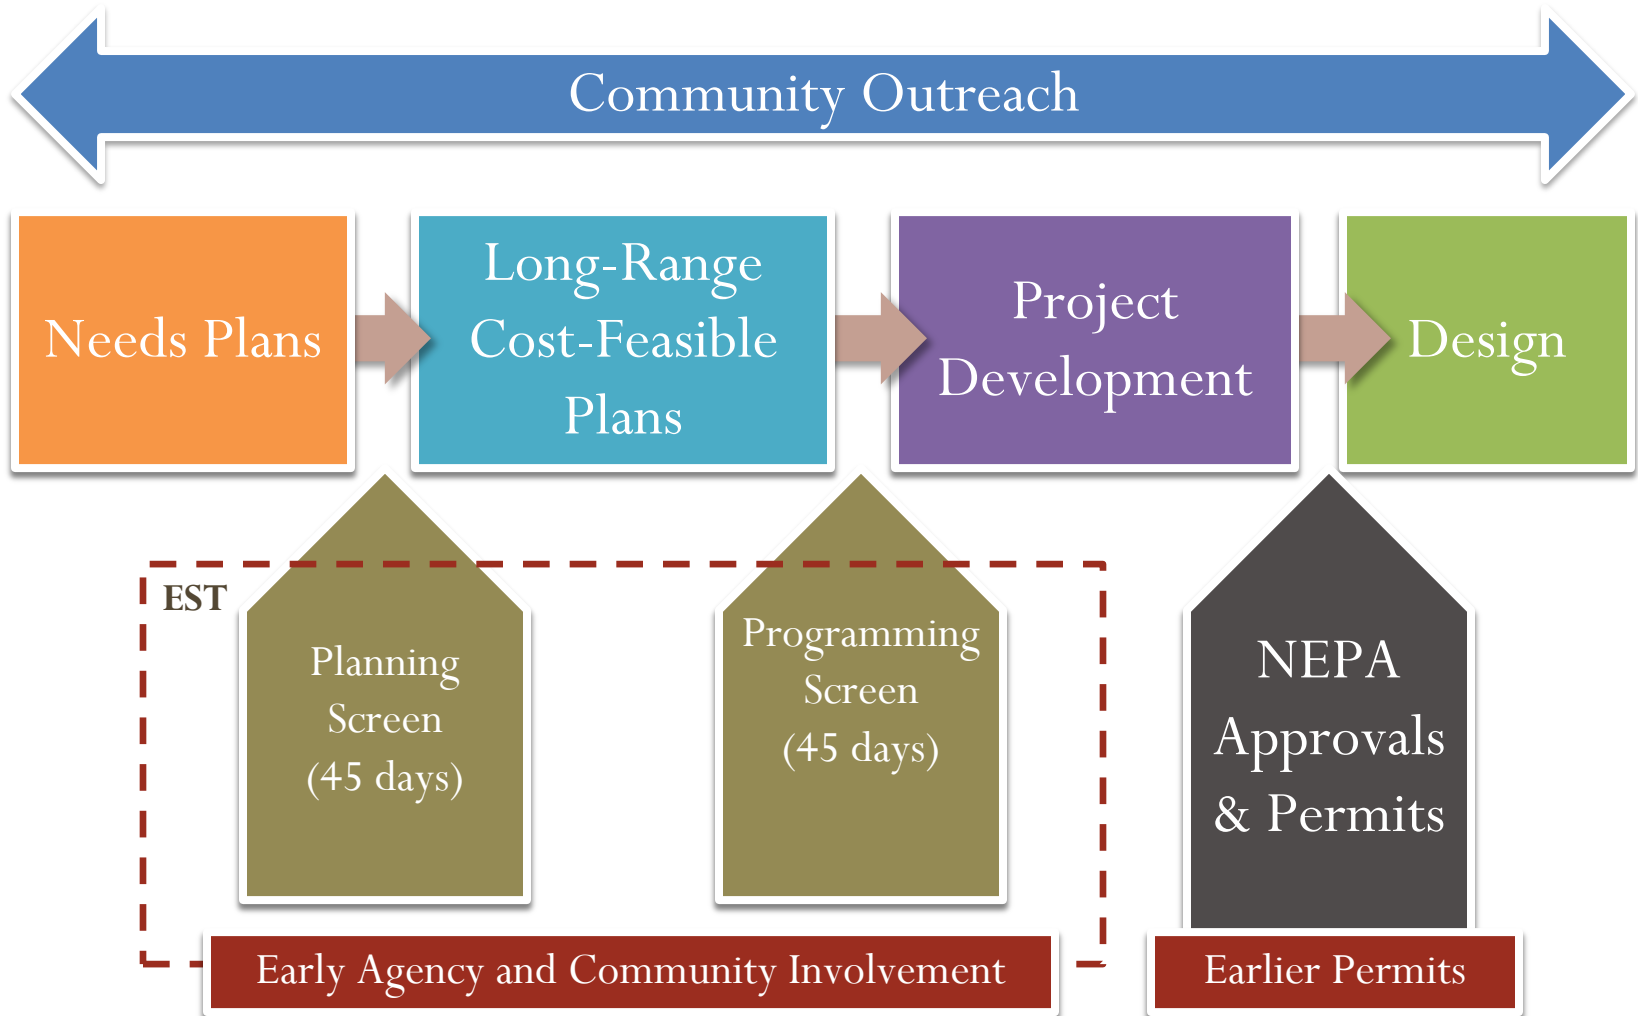 Community Outreach
Needs Plans
Long-Range
Cost-Feasible
Plans
Project
Development
Design
EST
Planning
Screen
(45 days)
Programming
Screen
(45 days)
NEPA
Approvals
& Permits
Early Agency and Community Involvement
Earlier Permits